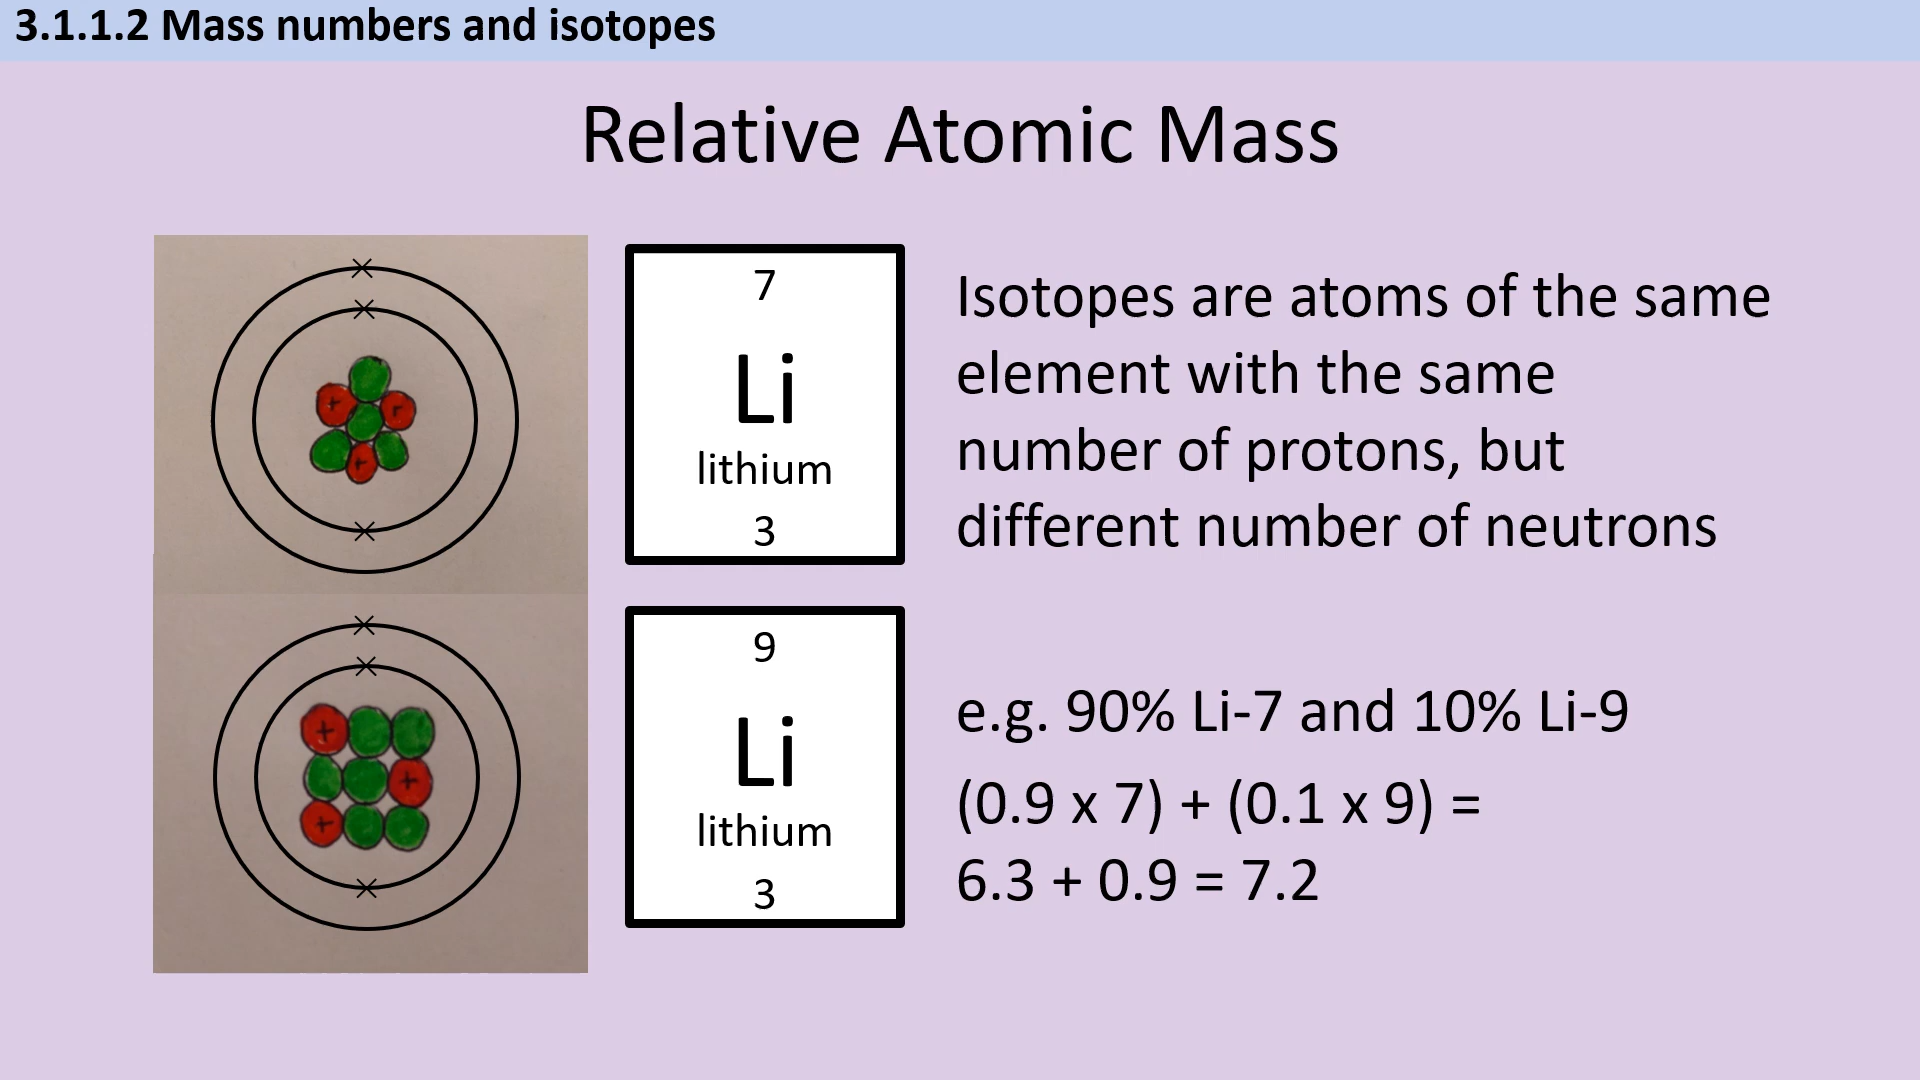 3.1.1.2 Mass numbers and isotopes
Relative Atomic Mass
7
Li
lithium
3
Isotopes are atoms of the same
element with the same
number of protons, but
different number of neutrons
9
Li
lithium
3
e.g. 90% Li-7 and 10% Li-9
(0.9 x 7) + (0.1 x 9) =
6.3 + 0.9 = 7.2
+
+
+